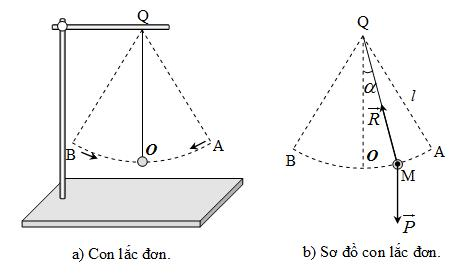 Q
B
O
A
a) Con lắc đơn.
Q
α
l
R
B
O
A
M
P
b) Sơ đồ con lắc đơn.